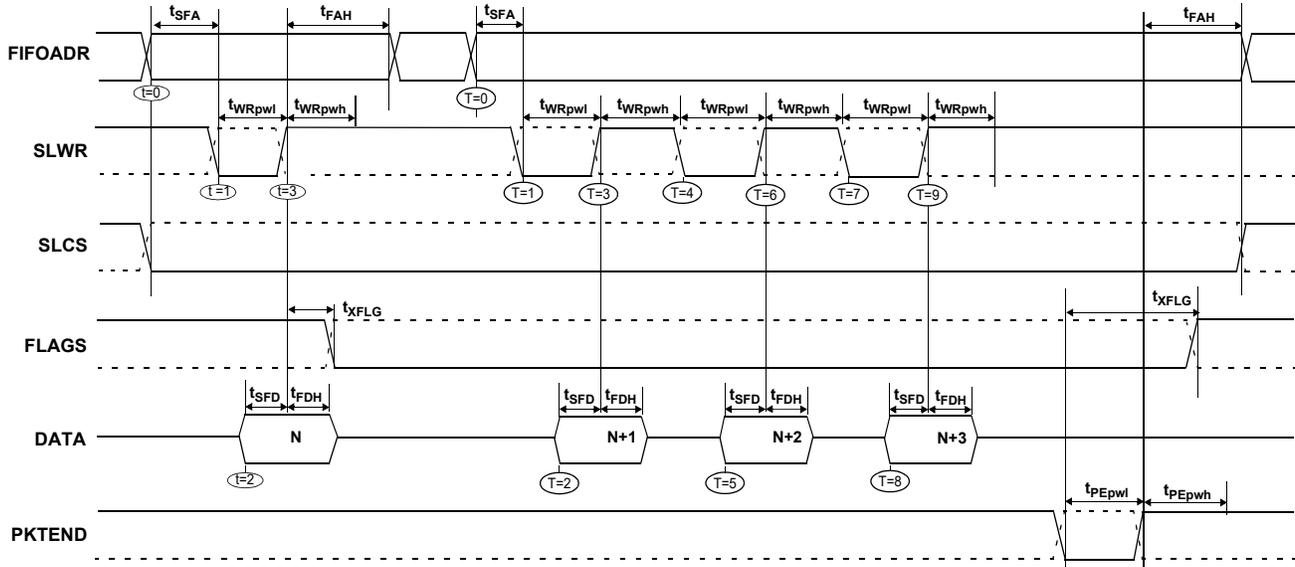 tSFA tFAH tSFA tFAH
FIFOADR
t=0 T=0
tWRpwl tWRpwh tWRpwl tWRpwh tWRpwl tWRpwh tWRpwl tWRpwh
SLWR
t =1 t=3 T=1 T=3 T=4 T=6 T=7 T=9
SLCS
tXFLG tXFLG
FLAGS
tSFD tFDH tSFD tFDH tSFD tFDH tSFD tFDH
DATA N N+1 N+2 N+3
t=2 T=2 T=5 T=8
tPEpwl tPEpwh
PKTEND